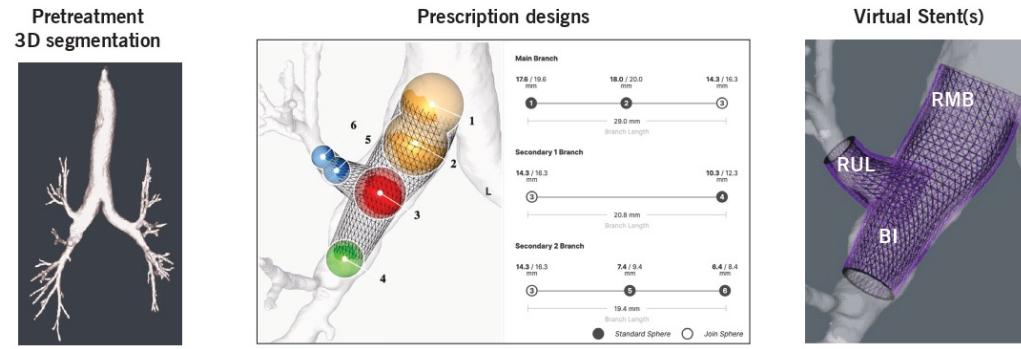 Pretreatment
3D segmentation
Prescription designs
Virtual Stent(s)
1
2
3
4
5
6
L
Main Branch
17.6 / 19.6 mm
18.0 / 20.0 mm
14.3 / 16.3 mm
1
2
3
29.0 mm
Branch Length
Secondary 1 Branch
14.3 / 16.3 mm
10.3 / 12.3 mm
3
4
20.8 mm
Branch Length
Secondary 2 Branch
14.3 / 16.3 mm
7.4 / 9.4 mm
6.4 / 8.4 mm
3
5
6
19.4 mm
Branch Length
Standard Sphere
Join Sphere
RMB
RUL
BI